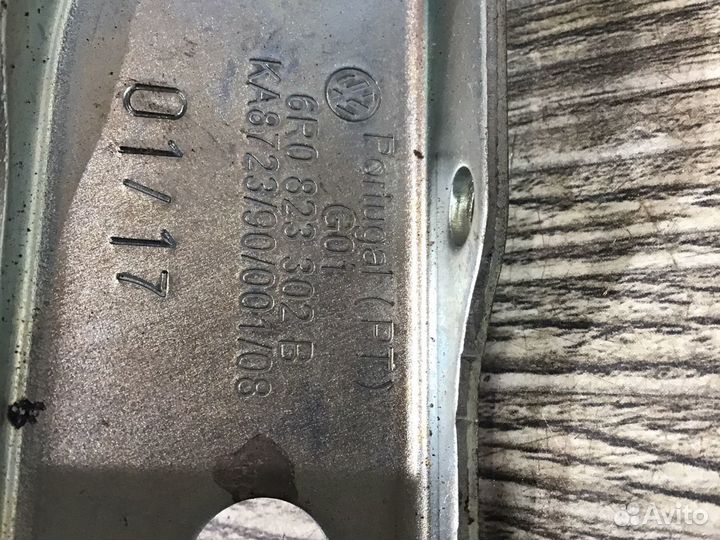 Portugal (PT)
G01
6R0 823 302 B
KA8723/90/001/08
01/17
Avito